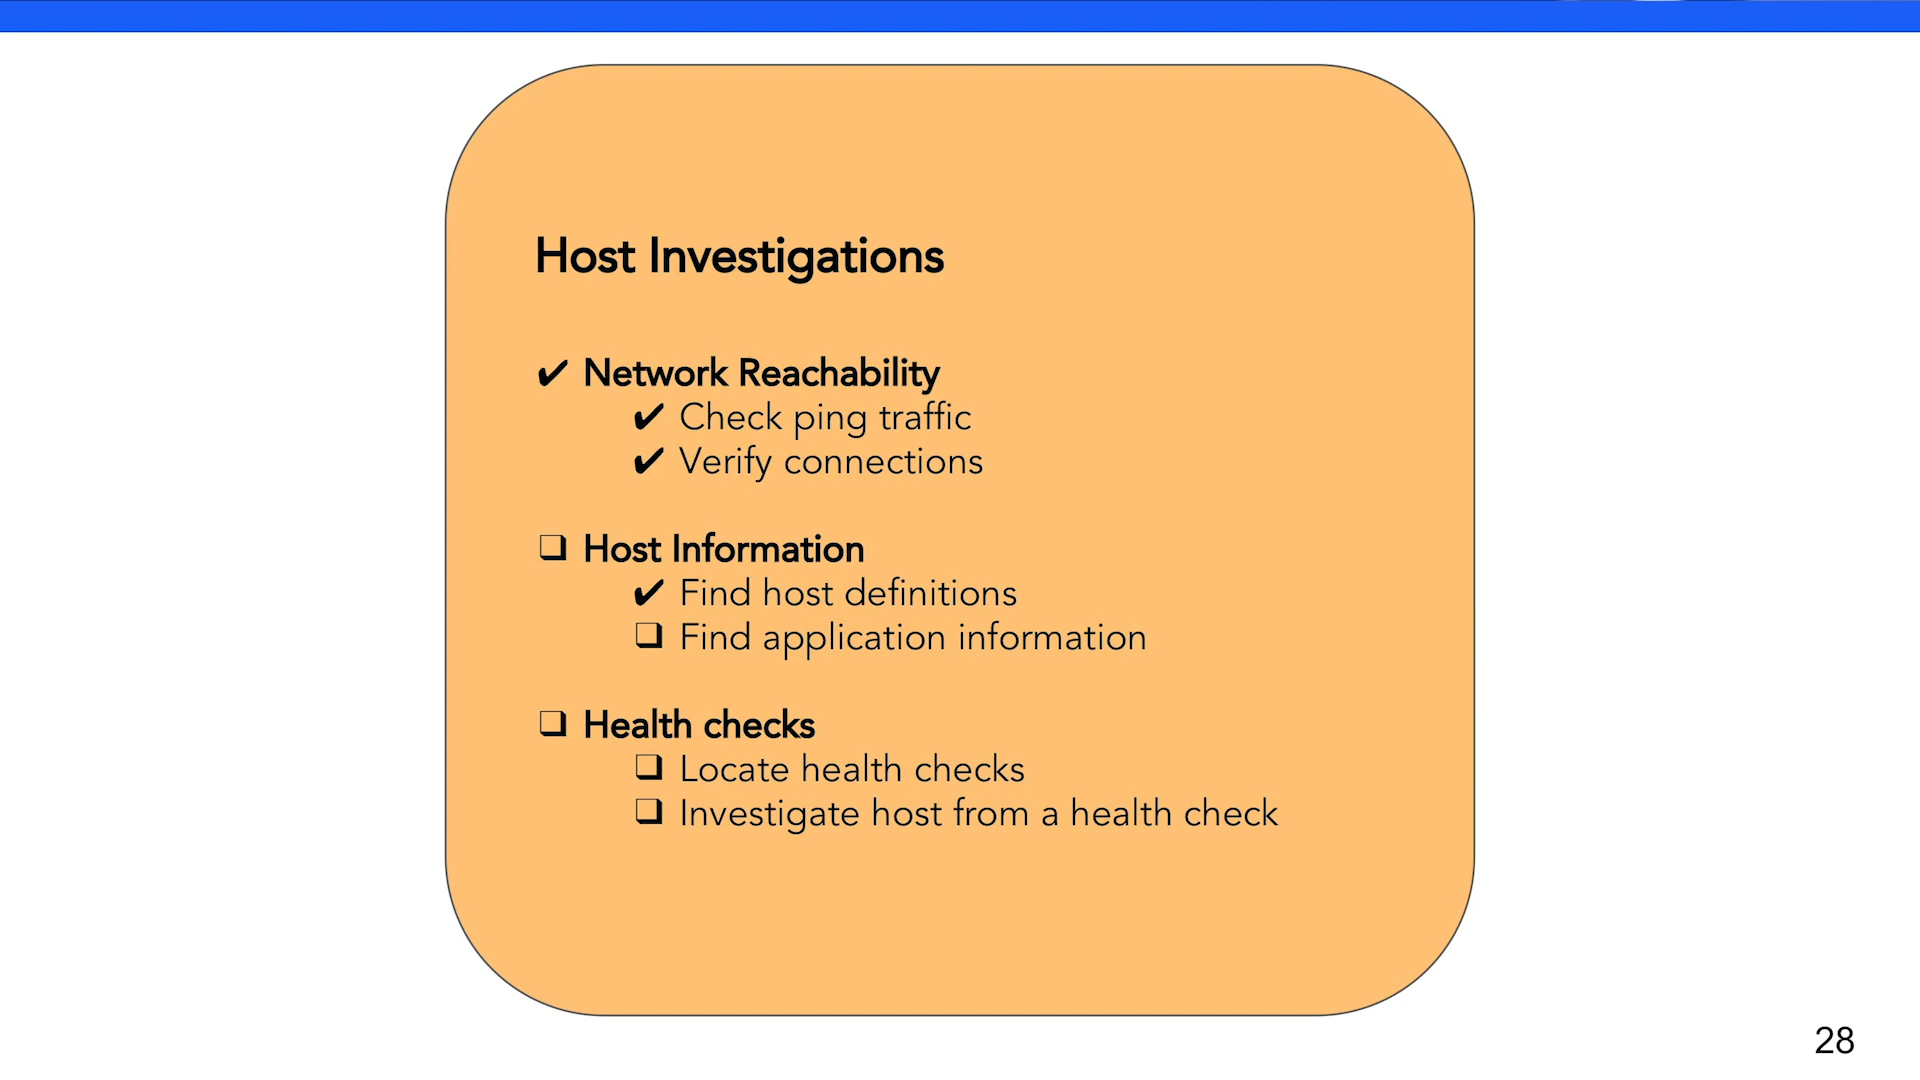 Host Investigations
✔ Network Reachability
✔ Check ping traffic
✔ Verify connections
❏ Host Information
✔ Find host definitions
❏ Find application information
❏ Health checks
❏ Locate health checks
❏ Investigate host from a health check
28